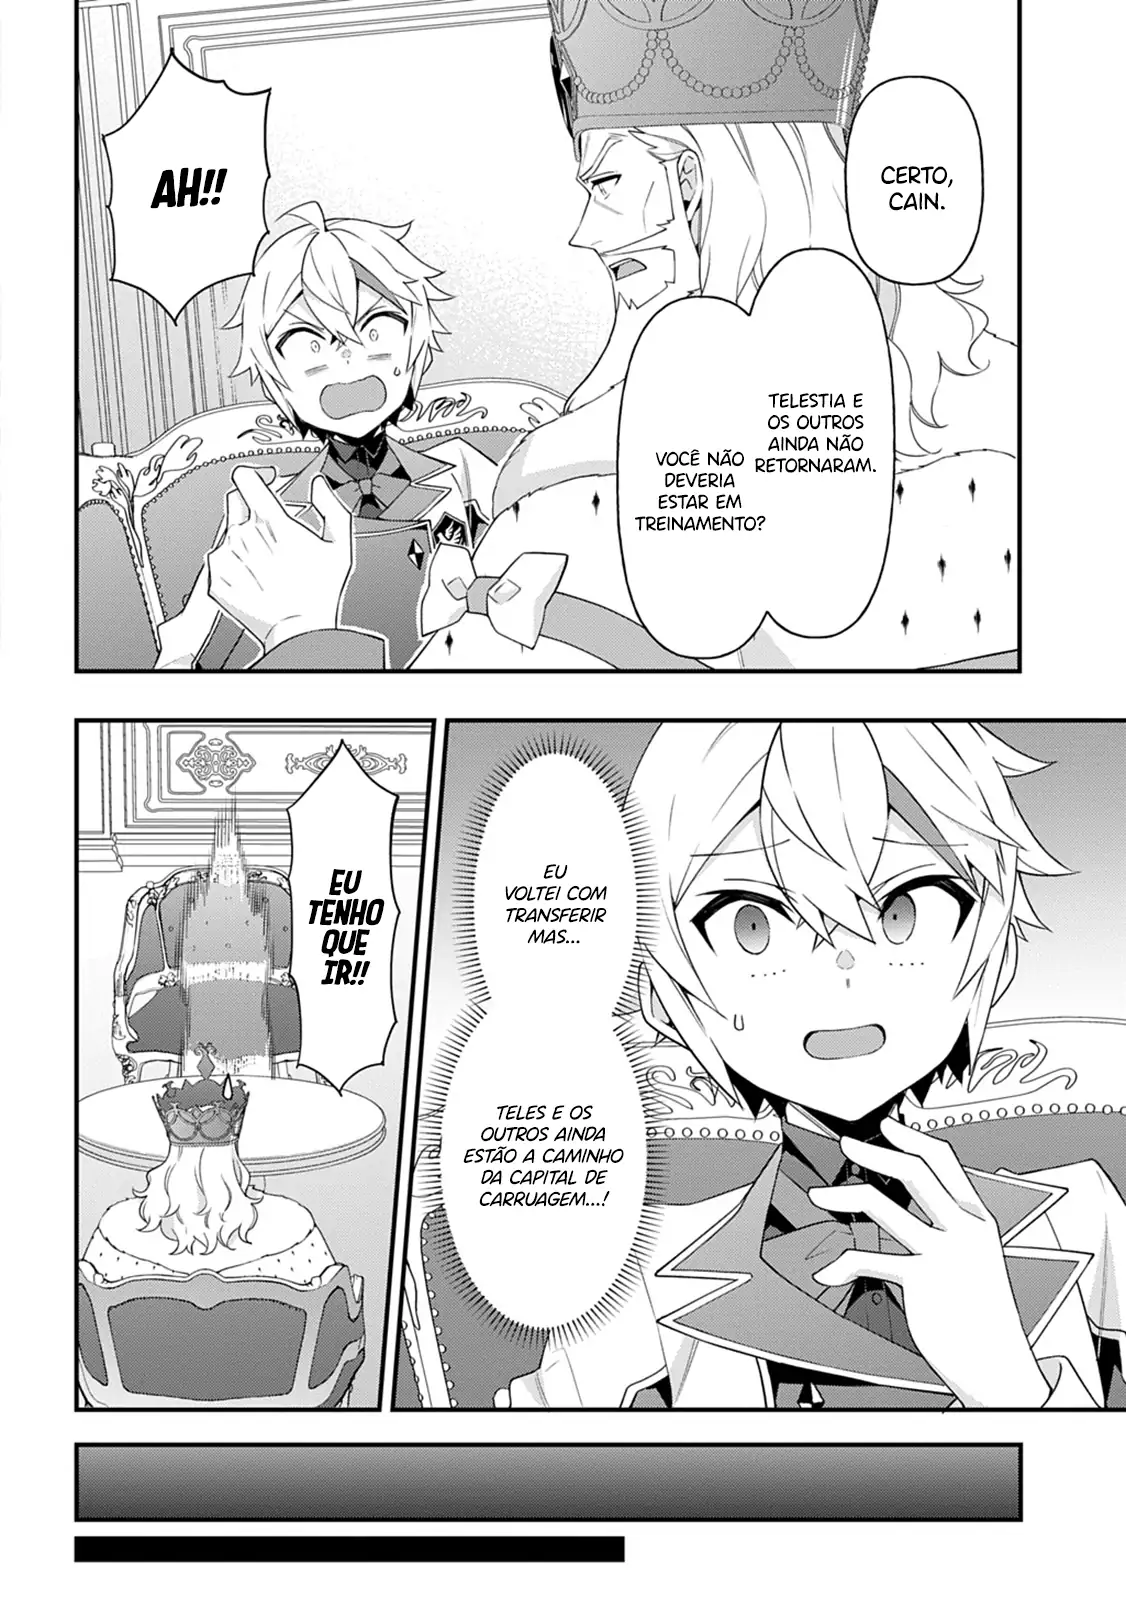 CERTO,
CAIN.
TELESTIA E
OS OUTROS
AINDA NÃO
RETORNARAM.
VOCÊ NÃO
DEVERIA
ESTAR EM
TREINAMENTO?
AH!!
EU
VOLTEI COM
TRANSFERIR
MAS...
TELES E OS
OUTROS AINDA
ESTÃO A CAMINHO
DA CAPITAL DE
CARRUAGEM...!
EU
TENHO
QUE
IR!!